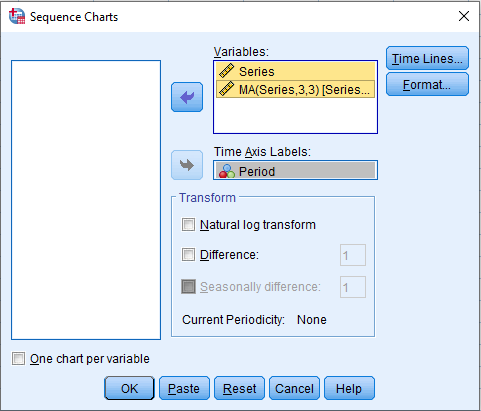 Sequence Charts
Variables:
Series
MA(Series,3,3) [Series...
Time Lines...
Format...
Time Axis Labels:
Period
Transform
Natural log transform
Difference: 1
Seasonally difference: 1
Current Periodicity: None
One chart per variable
OK Paste Reset Cancel Help